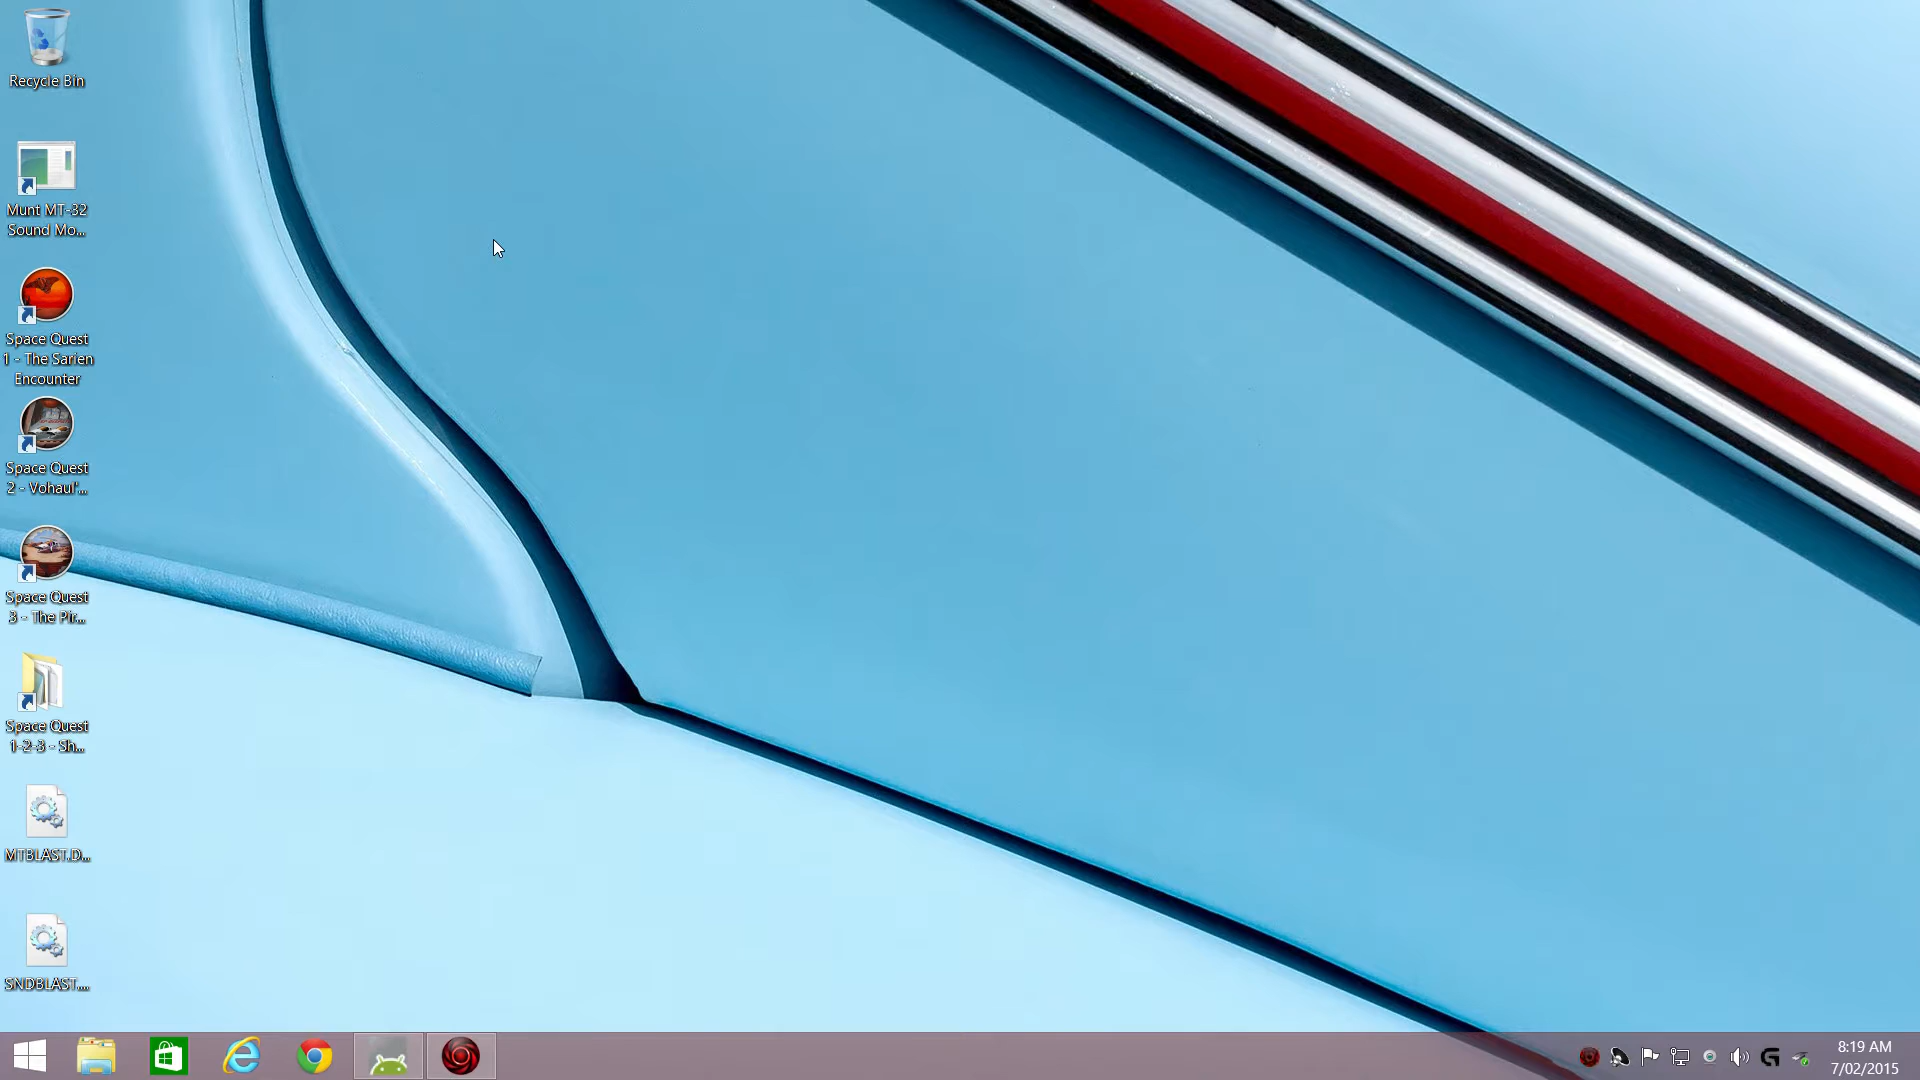 Recycle Bin
Munt MT-32
Sound Mo...
Space Quest
1 - The Sarien
Encounter
Space Quest
2 - Vohaul'...
Space Quest
3 - The Pir...
Space Quest
1-2-3 - Sh...
MTBLAST.D...
SNDBLAST....
8:19 AM
7/02/2015